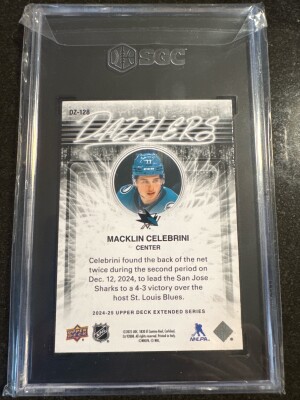 SGC
DZ-128
DAZZLERS
MACKLIN CELEBRINI
CENTER
Celebrini found the back of the net
twice during the second period on
Dec. 12, 2024, to lead the San Jose
Sharks to a 4-3 victory over the
host St. Louis Blues.
2024-25 UPPER DECK EXTENDED SERIES
NHL
NHLPA